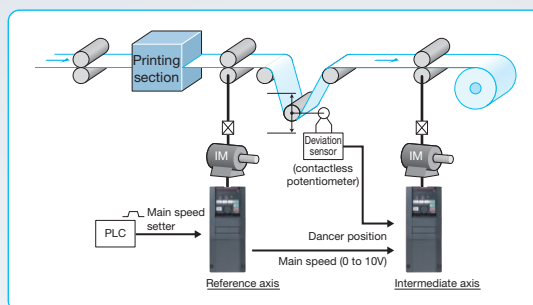 Printing
section
IM
Deviation
sensor
(contactless
potentiometer)
IM
Main speed
setter
PLC
Dancer position
Main speed (0 to 10V)
Reference axis
Intermediate axis